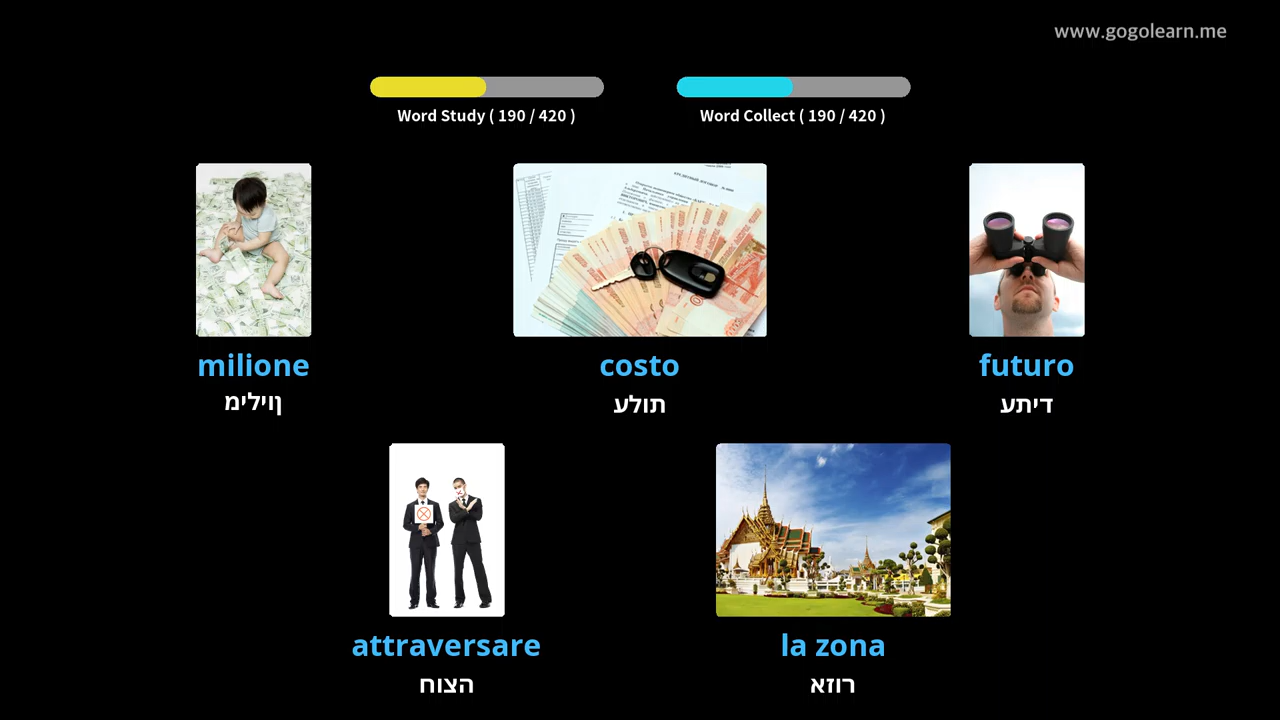 www.gogolearn.me
Word Study ( 190 / 420 )
Word Collect ( 190 / 420 )
milione
מיליון
costo
עלות
futuro
עתיד
attraversare
חוצה
la zona
אזור